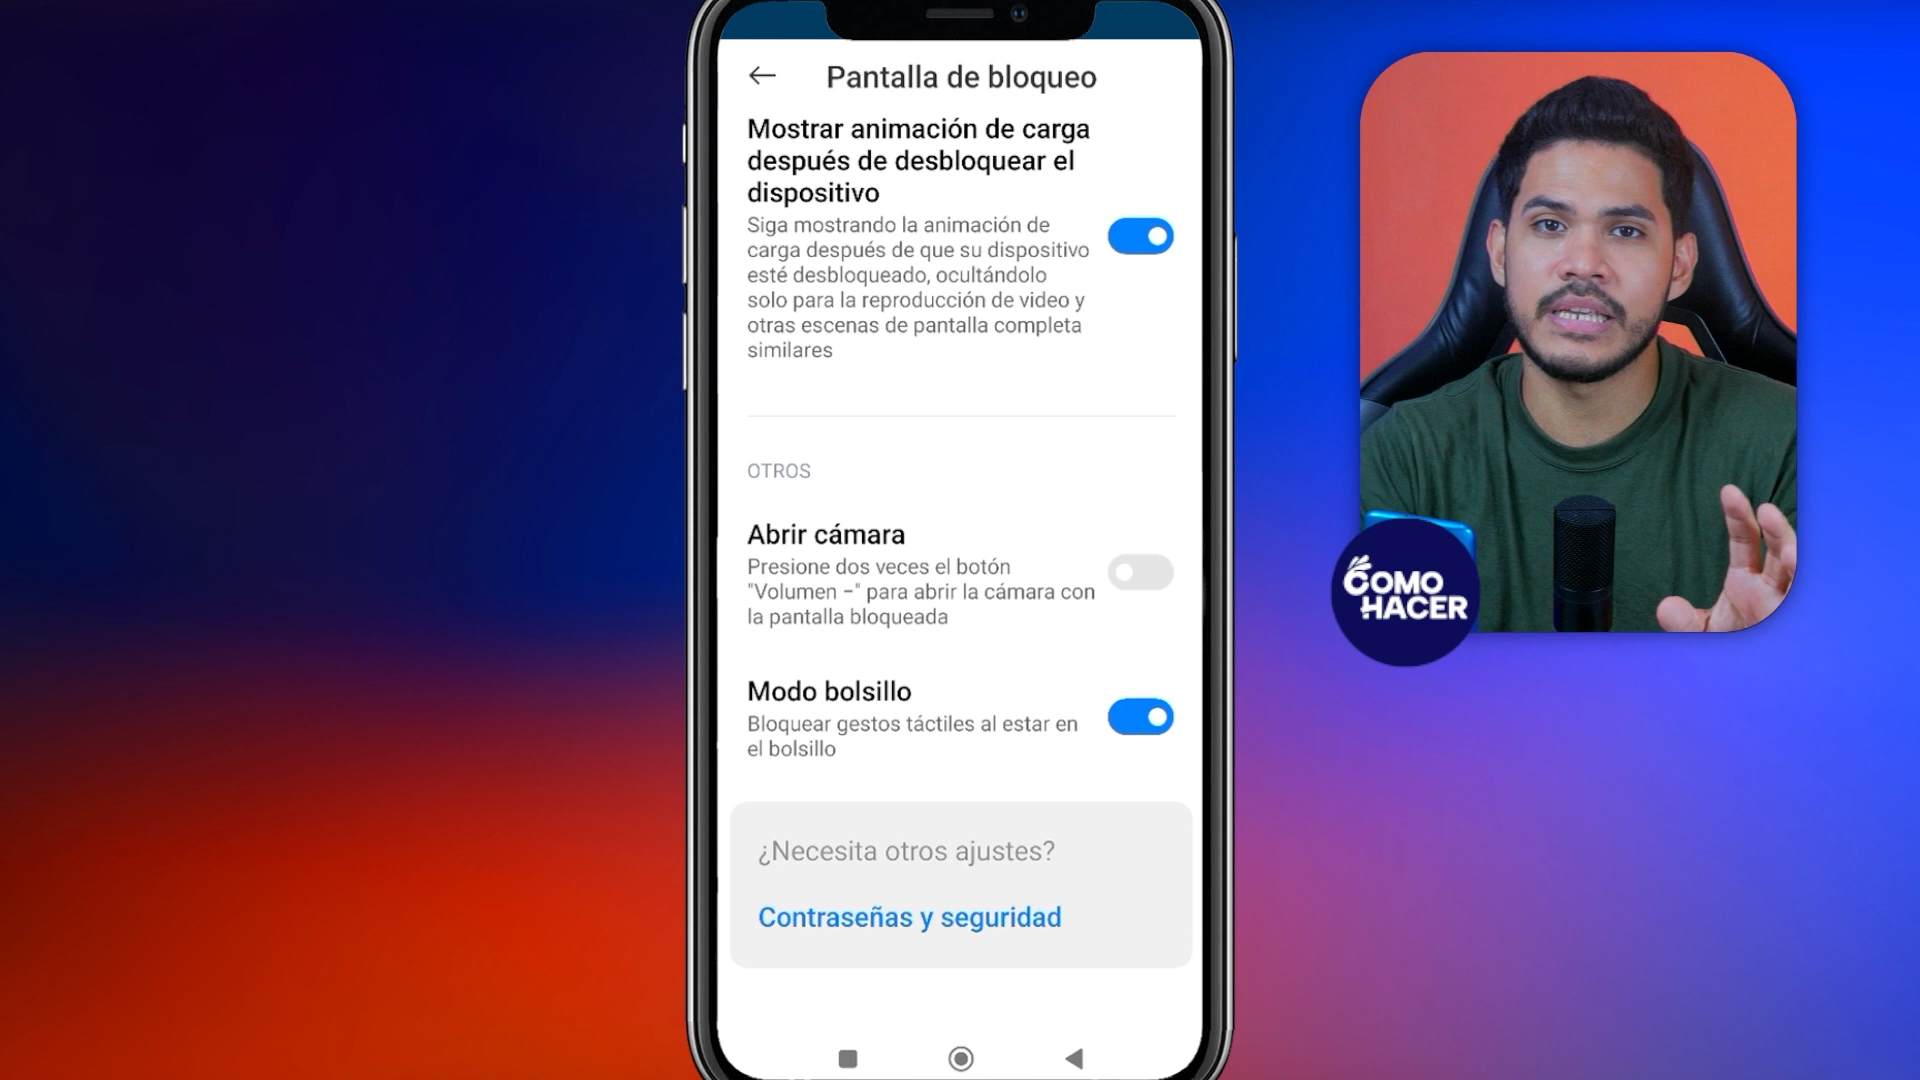 Pantalla de bloqueo
Mostrar animación de carga
después de desbloquear el
dispositivo
Siga mostrando la animación de
carga después de que su dispositivo
esté desbloqueado, ocultándolo
solo para la reproducción de video y
otras escenas de pantalla completa
similares
OTROS
Abrir cámara
Presione dos veces el botón
"Volumen –" para abrir la cámara con
la pantalla bloqueada
Modo bolsillo
Bloquear gestos táctiles al estar en
el bolsillo
¿Necesita otros ajustes?
Contraseñas y seguridad
COMO
HACER